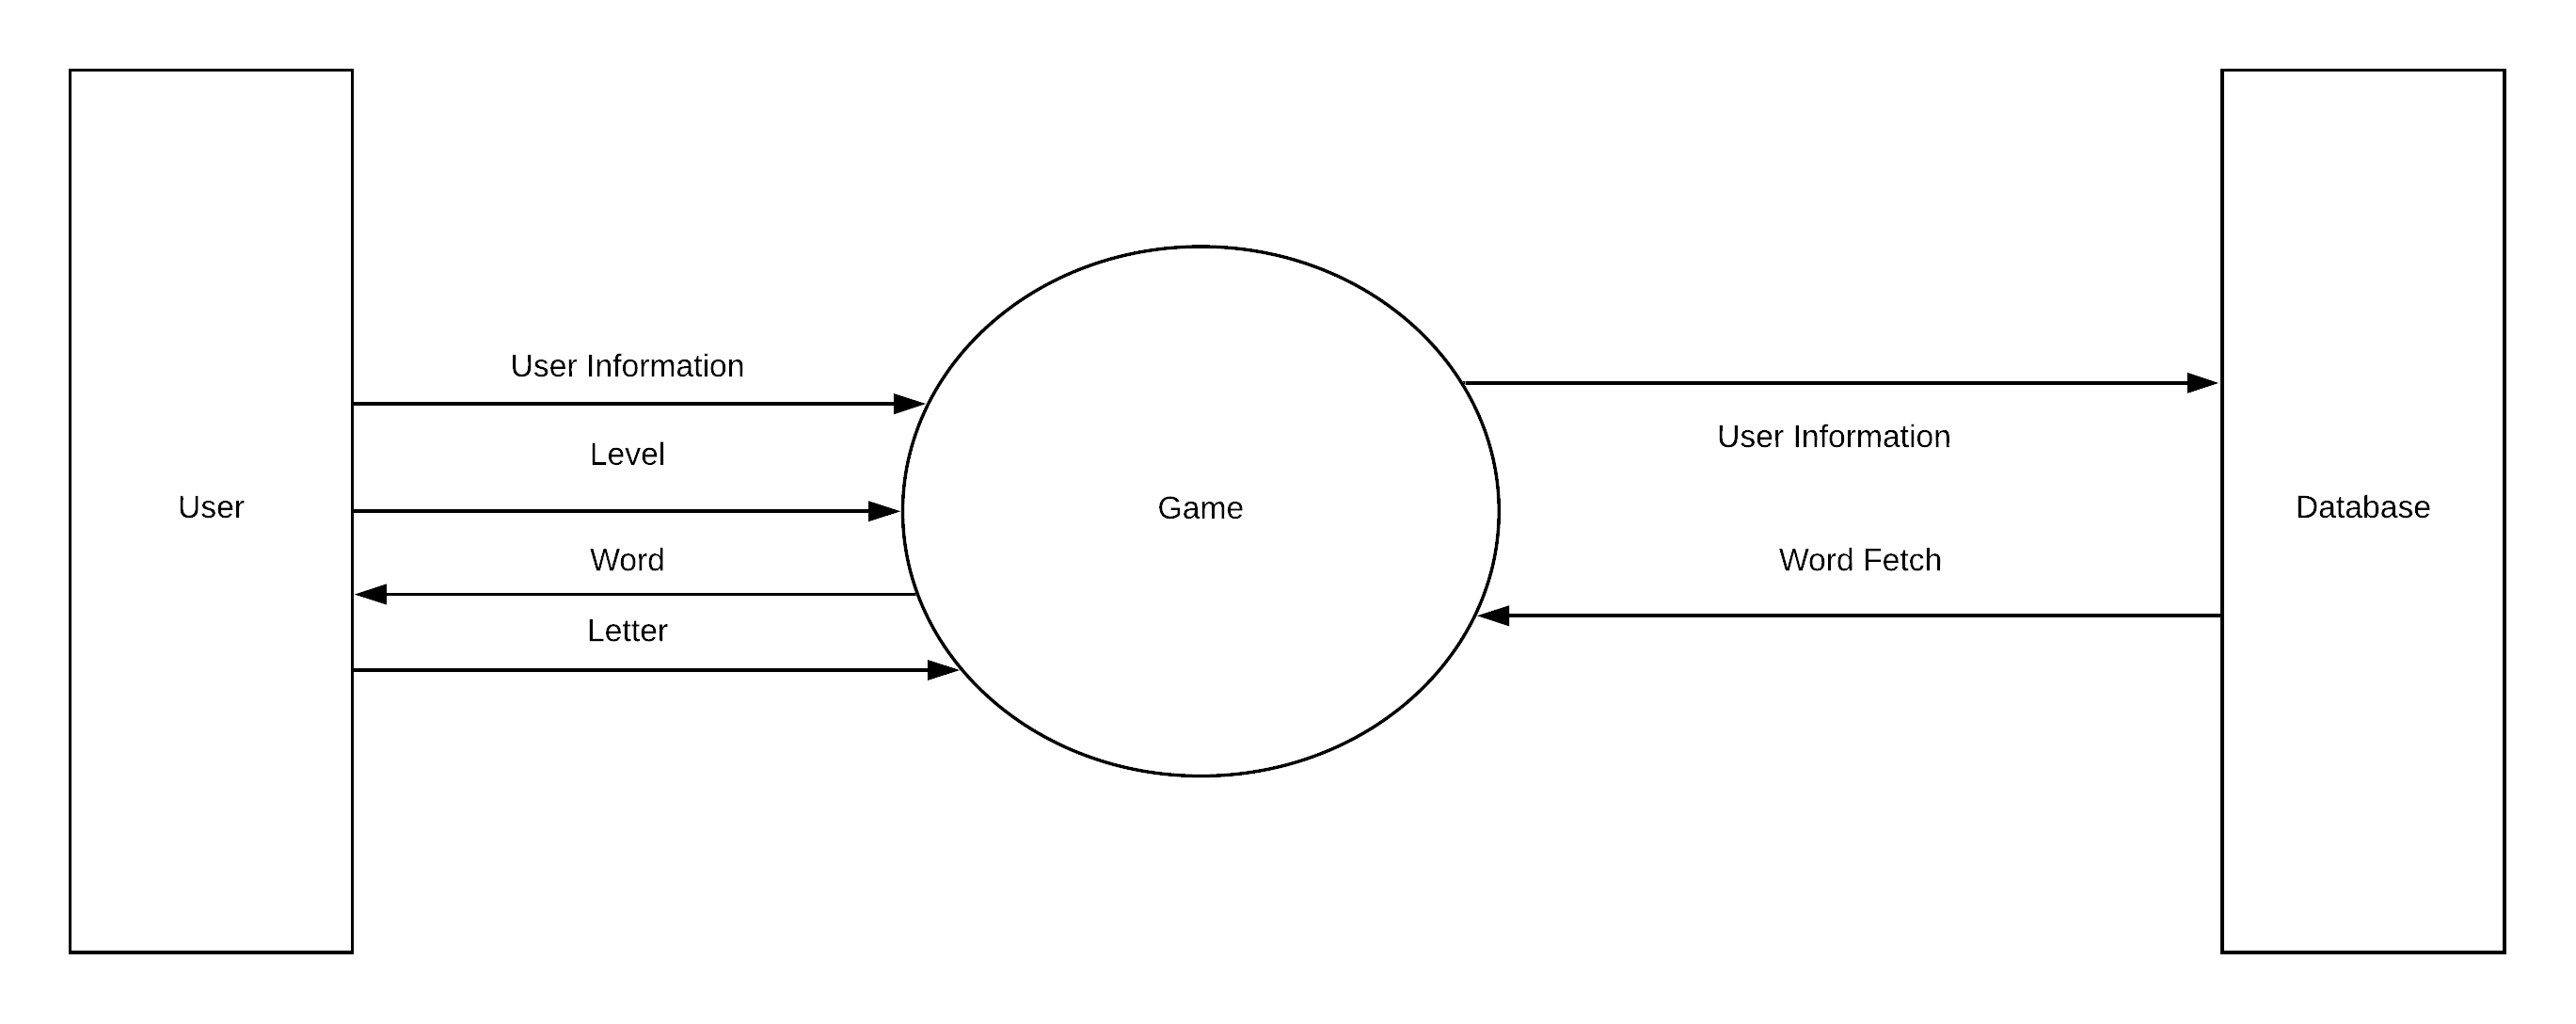 User
User Information
Level
Word
Letter
Game
User Information
Word Fetch
Database